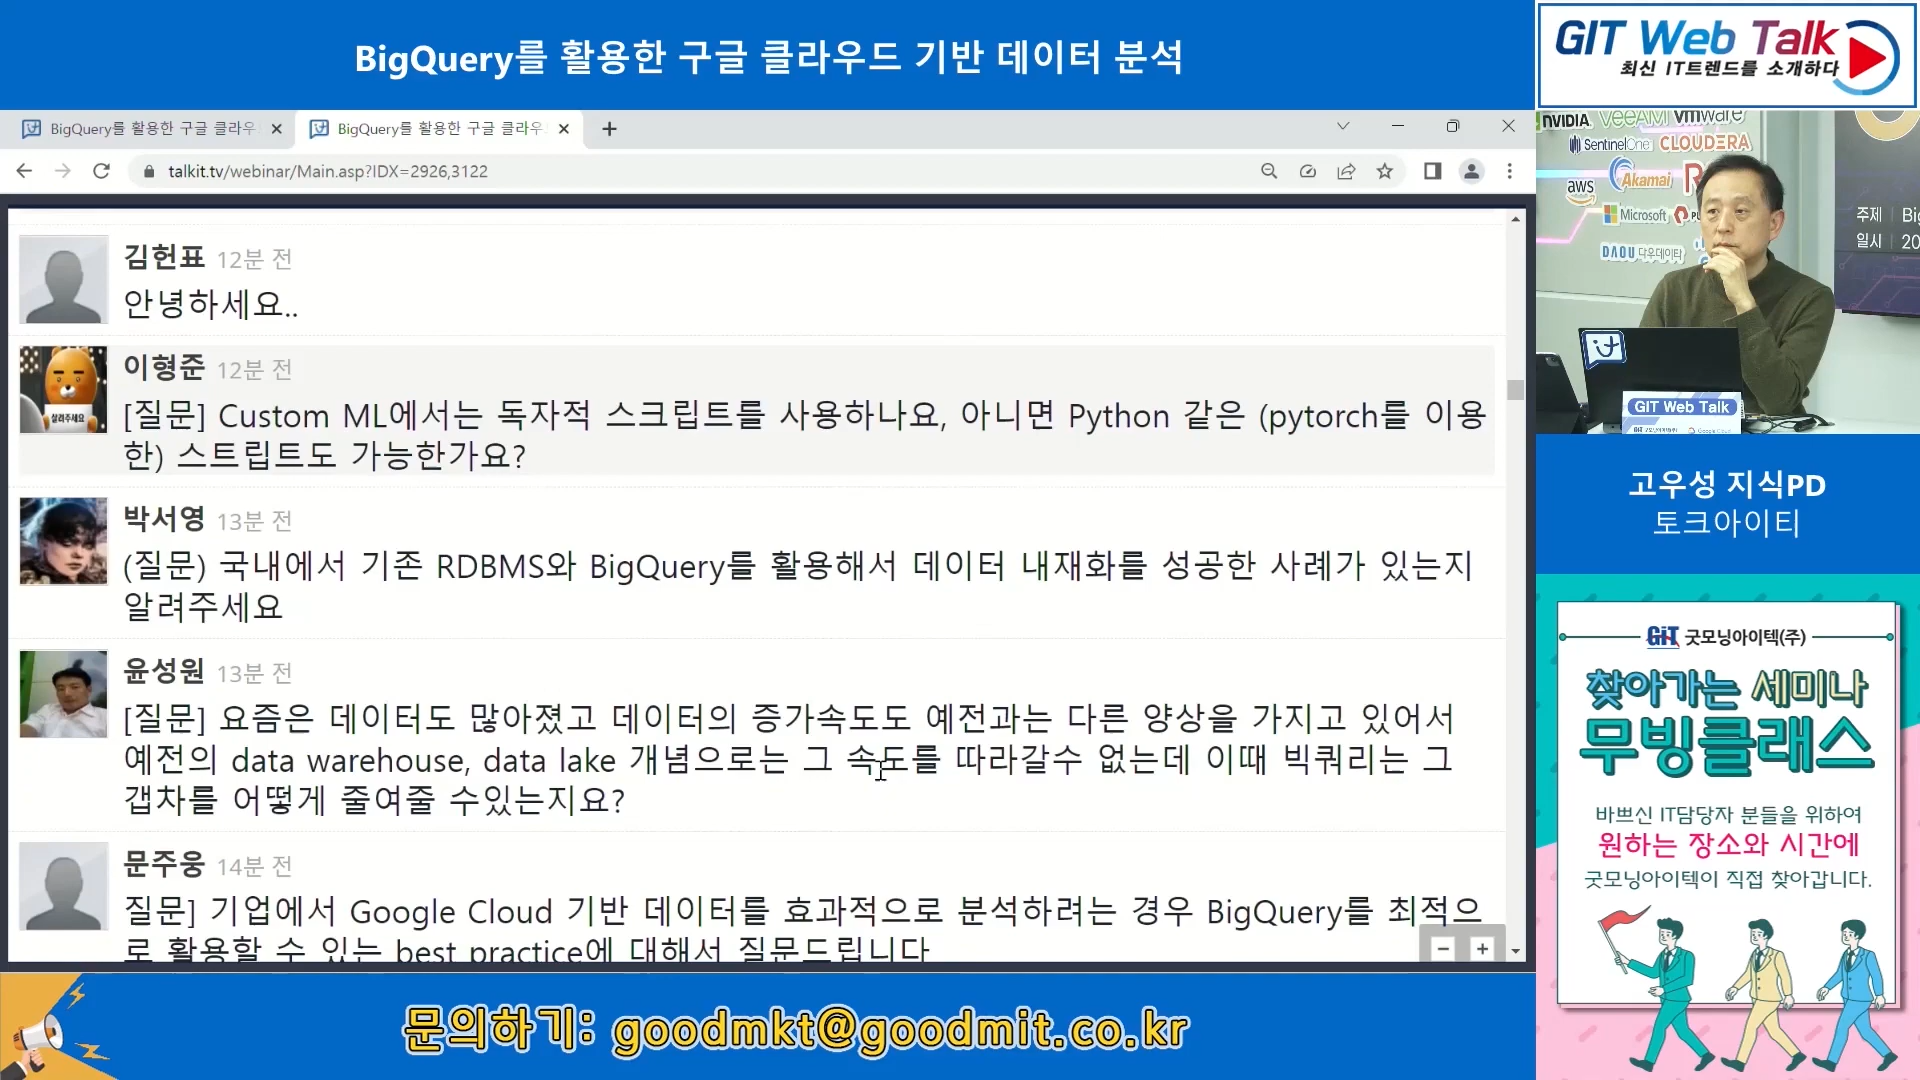 BigQuery를 활용한 구글 클라우드 기반 데이터 분석
GIT Web Talk
최신 IT트렌드를 소개하다
BigQuery를 활용한 구글 클라우
BigQuery를 활용한 구글 클라우
talkit.tv/webinar/Main.asp?IDX=2926,3122
김헌표 12분 전
안녕하세요..
이형준 12분 전
살려주세요
[질문] Custom ML에서는 독자적 스크립트를 사용하나요, 아니면 Python 같은 (pytorch를 이용
한) 스트립트도 가능한가요?
박서영 13분 전
(질문) 국내에서 기존 RDBMS와 BigQuery를 활용해서 데이터 내재화를 성공한 사례가 있는지
알려주세요
윤성원 13분 전
[질문] 요즘은 데이터도 많아졌고 데이터의 증가속도도 예전과는 다른 양상을 가지고 있어서
예전의 data warehouse, data lake 개념으로는 그 속도를 따라갈수 없는데 이때 빅쿼리는 그
갭차를 어떻게 줄여줄 수있는지요?
문주웅 14분 전
질문] 기업에서 Google Cloud 기반 데이터를 효과적으로 분석하려는 경우 BigQuery를 최적으
로 활용할 수 있는 best practice에 대해서 질문드립니다
NVIDIA veeAM vmware
SentinelOne CLOUDERA
aws Akamai
Microsoft
DAOU 다우데이타
주제
일시 20
it
GIT Web Talk
고우성 지식PD
토크아이티
GIT 굿모닝아이텍(주)
찾아가는 세미나
무빙클래스
바쁘신 IT담당자 분들을 위하여
원하는 장소와 시간에
굿모닝아이텍이 직접 찾아갑니다.
문의하기: goodmkt@goodmit.co.kr